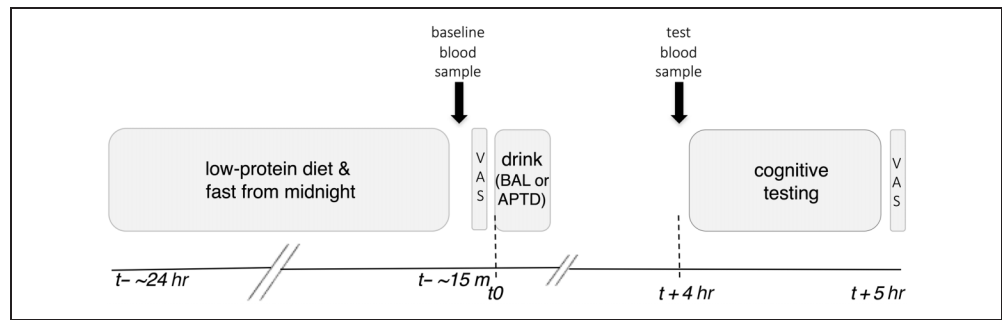 baseline
blood
sample
test
blood
sample
low-protein diet &
fast from midnight
V
A
S
drink
(BAL or
APTD)
cognitive
testing
V
A
S
t– ~24 hr
t– ~15 m
t0
t + 4 hr
t + 5 hr